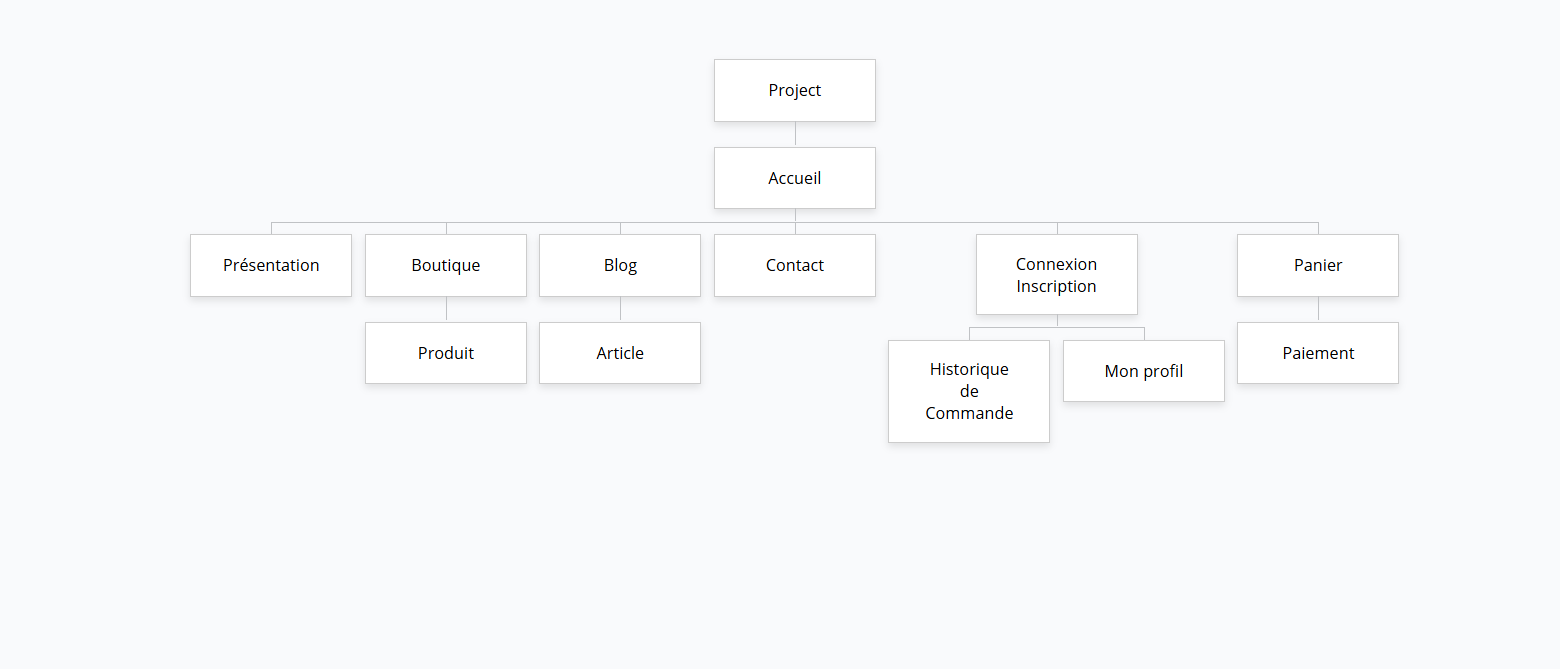 Project
Accueil
Présentation
Boutique
Blog
Contact
Connexion
Inscription
Panier
Produit
Article
Historique
de
Commande
Mon profil
Paiement